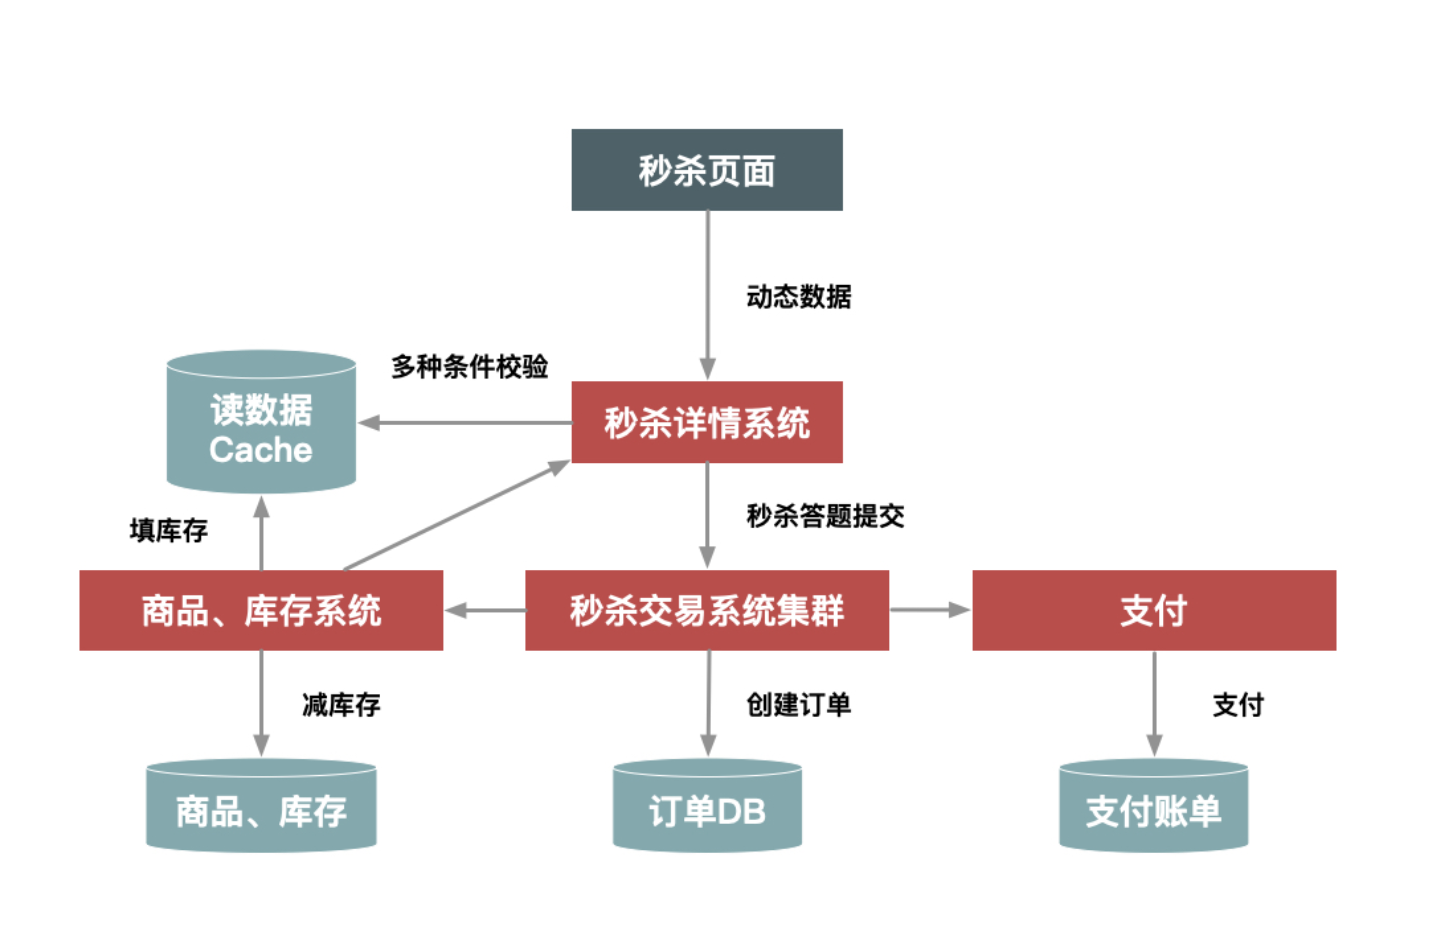 秒杀页面
动态数据
多种条件校验
读数据
Cache
秒杀详情系统
填库存
秒杀答题提交
商品、库存系统
秒杀交易系统集群
支付
减库存
创建订单
支付
商品、库存
订单DB
支付账单